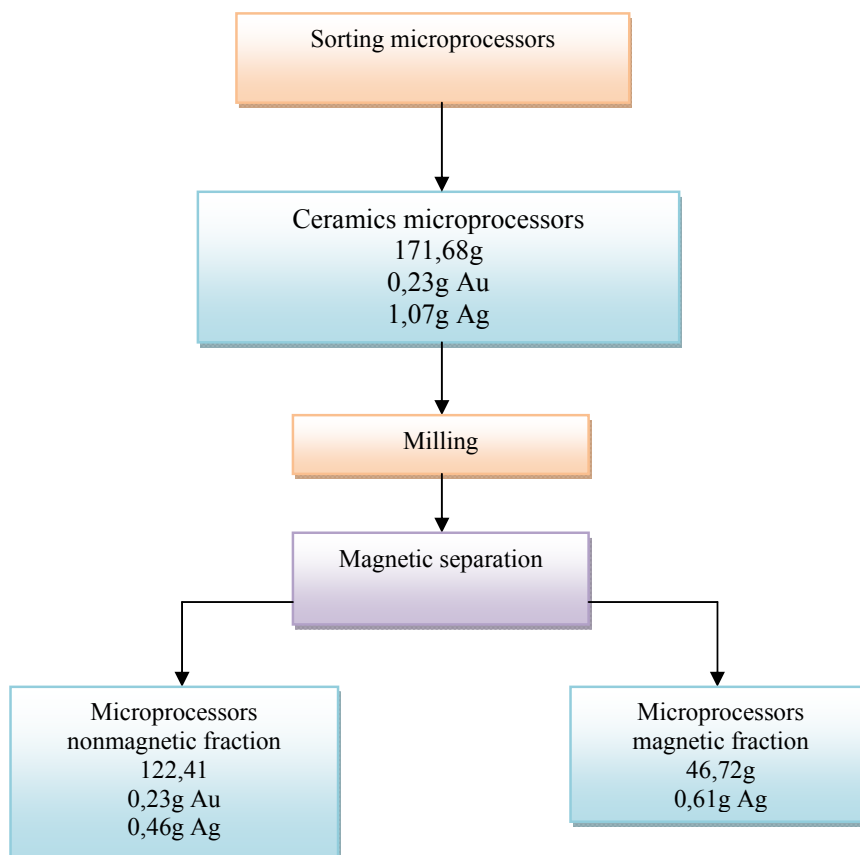 Sorting microprocessors
Ceramics microprocessors
171,68g
0,23g Au
1,07g Ag
Milling
Magnetic separation
Microprocessors
nonmagnetic fraction
122,41
0,23g Au
0,46g Ag
Microprocessors
magnetic fraction
46,72g
0,61g Ag